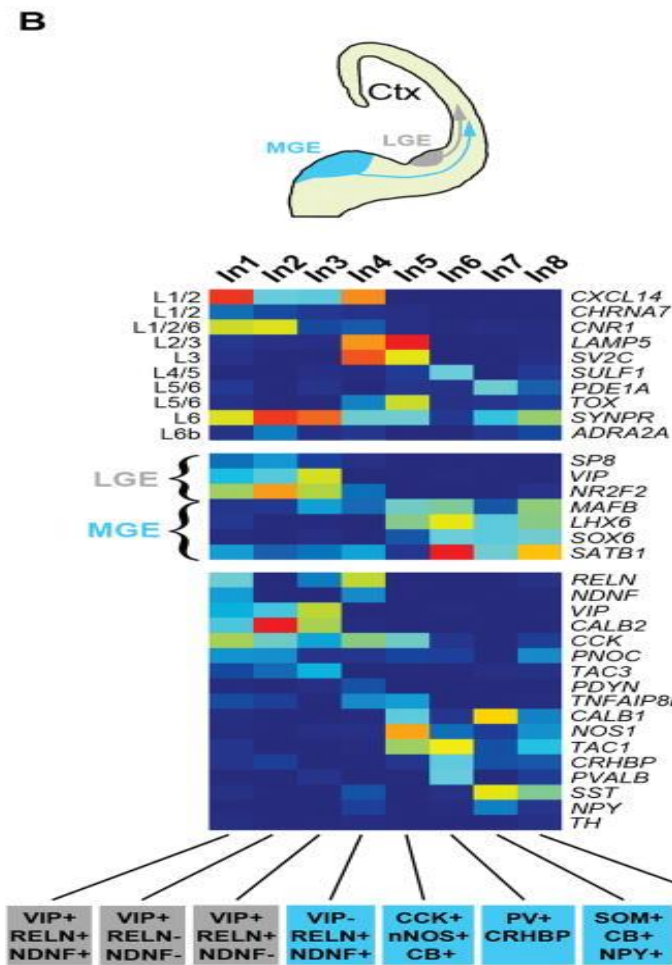 B
Ctx
LGE
MGE
In1 In2 In3 In4 In5 In6 In7 In8
L1/2 CXCL14
L1/2 CHRNA7
L1/2/6 CNR1
L2/3 LAMP5
L3 SV2C
L4/5 SULF1
L5/6 PDE1A
L5/6 TOX
L6 SYNPR
L6b ADRA2A
LGE
MGE
SP8
VIP
NR2F2
MAFB
LHX6
SOX6
SATB1
RELN
NDNF
VIP
CALB2
CCK
PNOC
TAC3
PDYN
TNFAIP8
CALB1
NOS1
TAC1
CRHBP
PVALB
SST
NPY
TH
VIP+
RELN+
NDNF+
VIP+
RELN-
NDNF-
VIP+
RELN+
NDNF-
VIP-
RELN+
NDNF+
CCK+
nNOS+
CB+
PV+
CRHBP
SOM+
CB+
NPY+